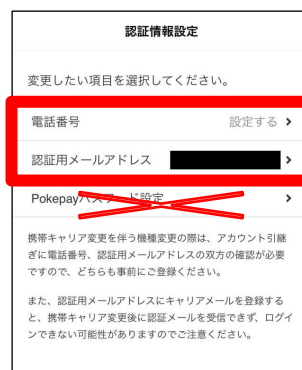 認証情報設定
変更したい項目を選択してください。
電話番号 設定する >
認証用メールアドレス >
Pokepayパスワード設定 >
携帯キャリア変更を伴う機種変更の際は、アカウント引継
ぎに電話番号、認証用メールアドレスの双方の確認が必要
ですので、どちらも事前にご登録ください。
また、認証用メールアドレスにキャリアメールを登録する
と、携帯キャリア変更後に認証メールを受信できず、ログイ
ンできない可能性がありますのでご注意ください。